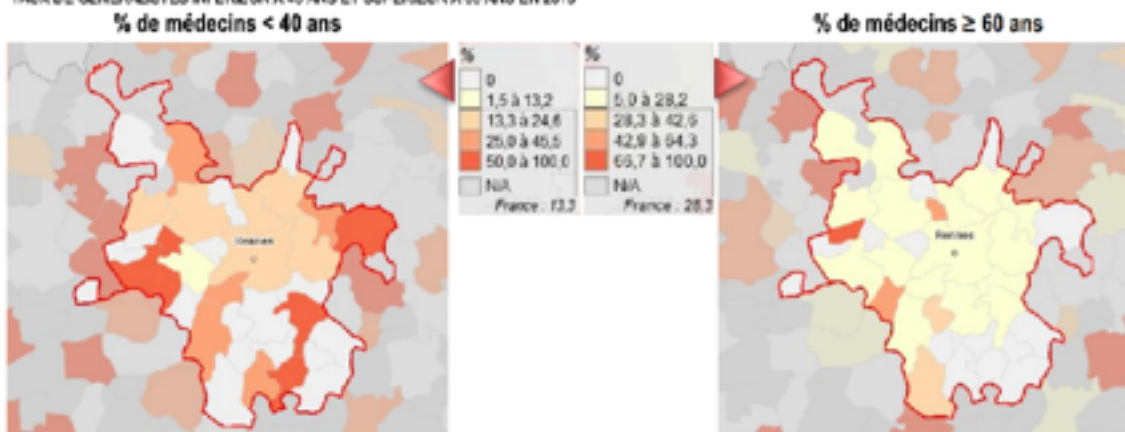 % de médecins < 40 ans
% de médecins ≥ 60 ans
%
0
1,5 à 13,2
13,3 à 24,6
25,0 à 45,5
50,0 à 100,0
N/A
France : 13,3
%
0
5,0 à 28,2
28,3 à 42,6
42,9 à 64,3
66,7 à 100,0
N/A
France : 28,3
Rennes
Rennes